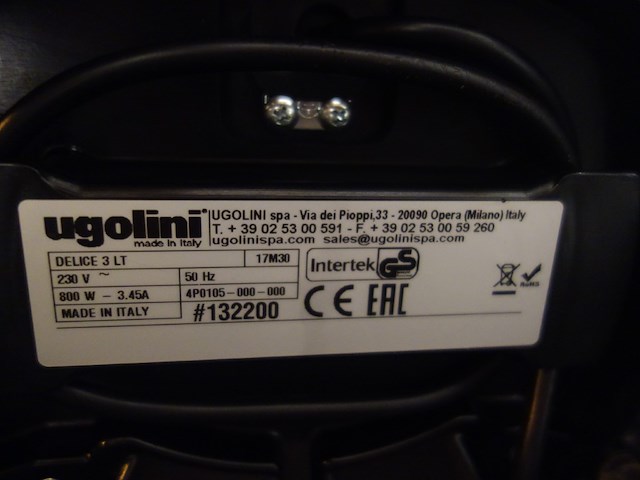 ugolini
made in Italy
UGOLINI spa - Via dei Pioppi,33 - 20090 Opera (Milano) Italy
T. + 39 02 53 00 591 - F. + 39 02 53 00 59 260
ugolinispa.com sales@ugolinispa.com
DELICE 3 LT 17M30
230 V ~ 50 Hz
800 W - 3.45A 4P0105-000-000
MADE IN ITALY #132200
Intertek GS
CE EAC
RoHS